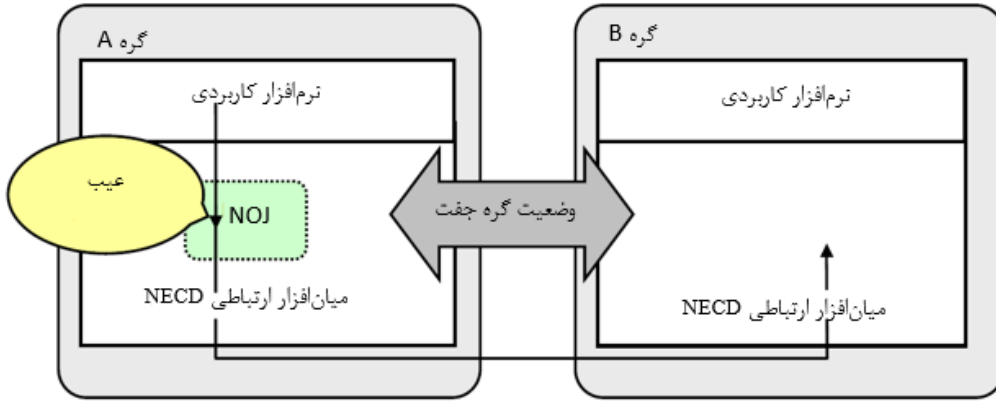 گره A
نرم‌افزار کاربردی
عیب
NOJ
میان‌افزار ارتباطی NECD
وضعیت گره جفت
گره B
نرم‌افزار کاربردی
میان‌افزار ارتباطی NECD